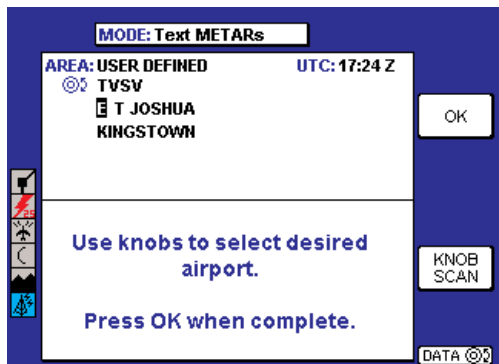 MODE: Text METARs
AREA: USER DEFINED UTC: 17:24 Z
TVSV
E T JOSHUA
KINGSTOWN
OK
25
Use knobs to select desired
airport.
KNOB
SCAN
Press OK when complete.
DATA